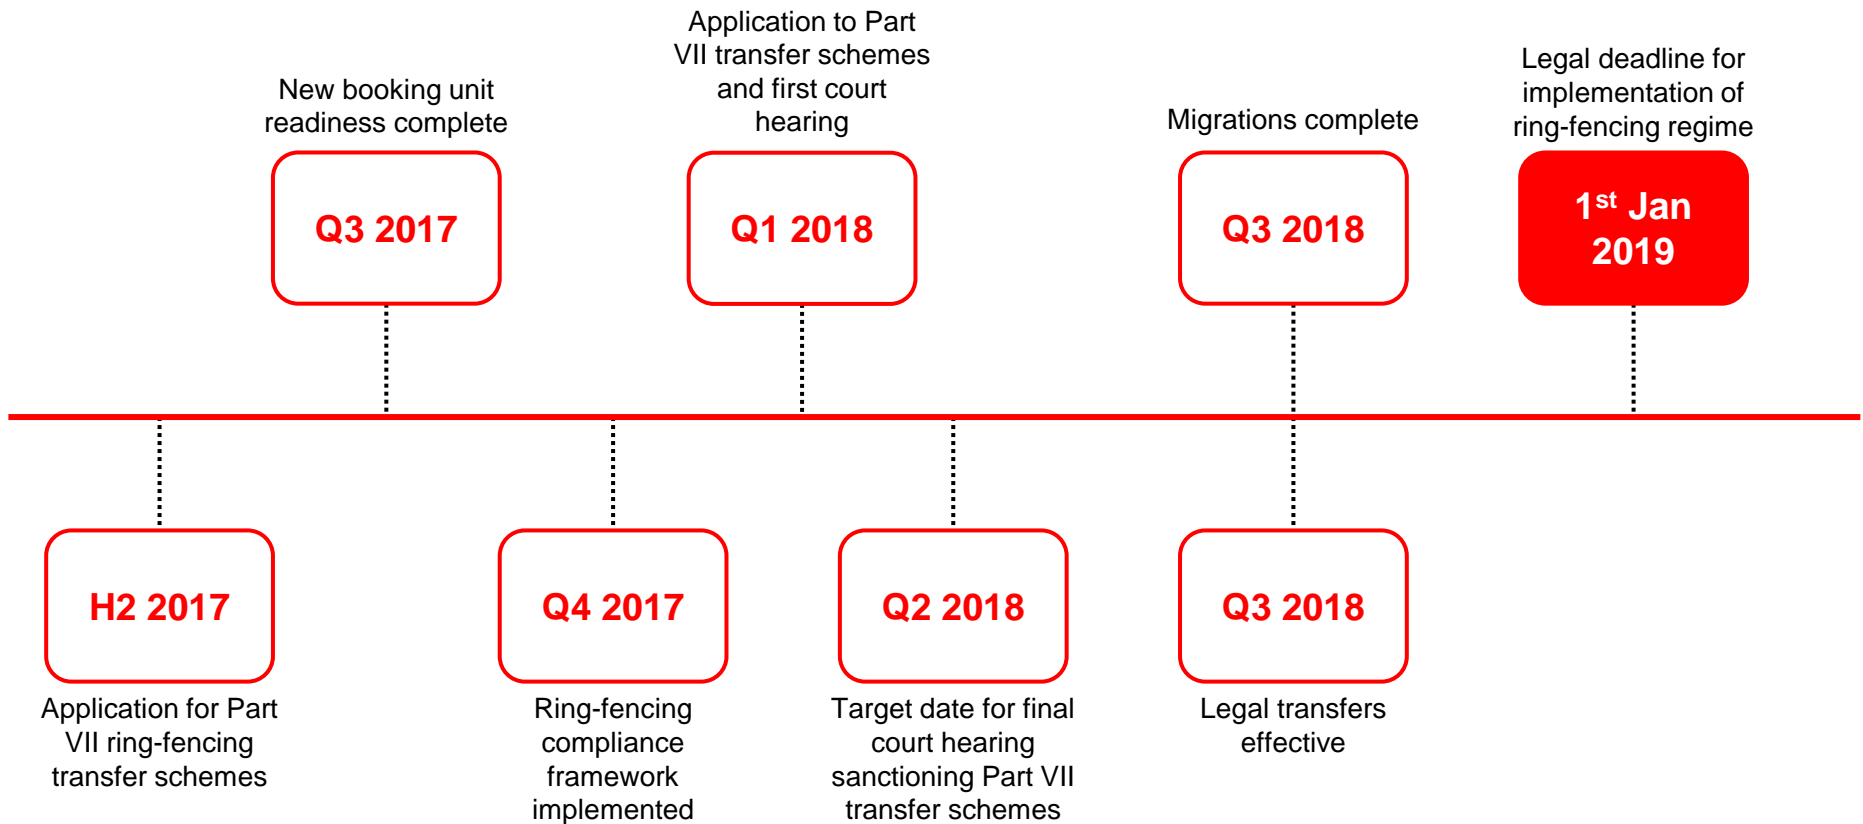 New booking unit
readiness complete
Q3 2017
Application to Part
VII transfer schemes
and first court
hearing
Q1 2018
Migrations complete
Q3 2018
Legal deadline for
implementation of
ring-fencing regime
1st Jan
2019
H2 2017
Application for Part
VII ring-fencing
transfer schemes
Q4 2017
Ring-fencing
compliance
framework
implemented
Q2 2018
Target date for final
court hearing
sanctioning Part VII
transfer schemes
Q3 2018
Legal transfers
effective